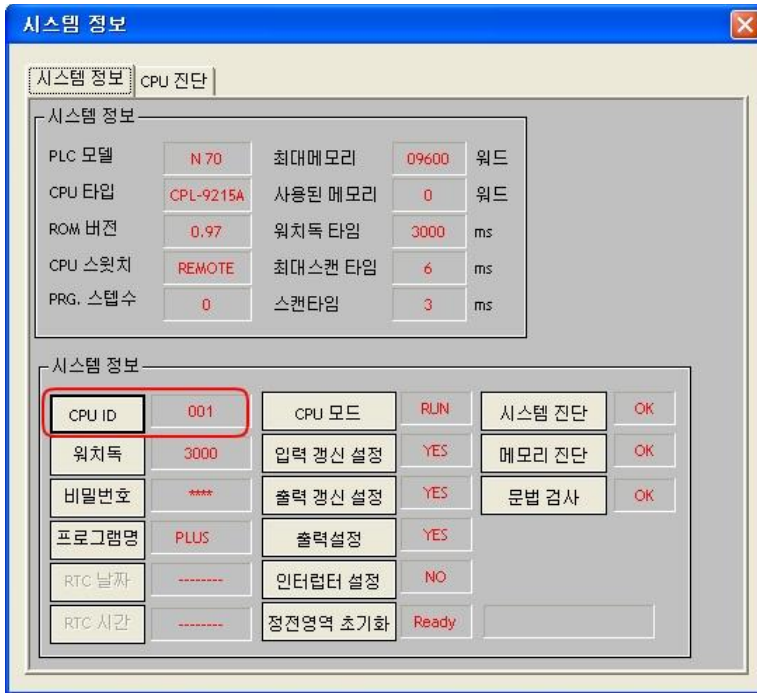 시스템 정보
시스템 정보 CPU 진단
시스템 정보
PLC 모델 N 70 최대메모리 09600 워드
CPU 타입 CPL-9215A 사용된 메모리 0 워드
ROM 버전 0.97 워치독 타임 3000 ms
CPU 스윗치 REMOTE 최대스캔 타임 6 ms
PRG. 스텝수 0 스캔타임 3 ms
시스템 정보
CPU ID 001 CPU 모드 RUN 시스템 진단 OK
워치독 3000 입력 갱신 설정 YES 메모리 진단 OK
비밀번호 **** 출력 갱신 설정 YES 문법 검사 OK
프로그램명 PLUS 출력설정 YES
RTC 날짜 -------- 인터럽터 설정 NO
RTC 시간 -------- 정전영역 초기화 Ready